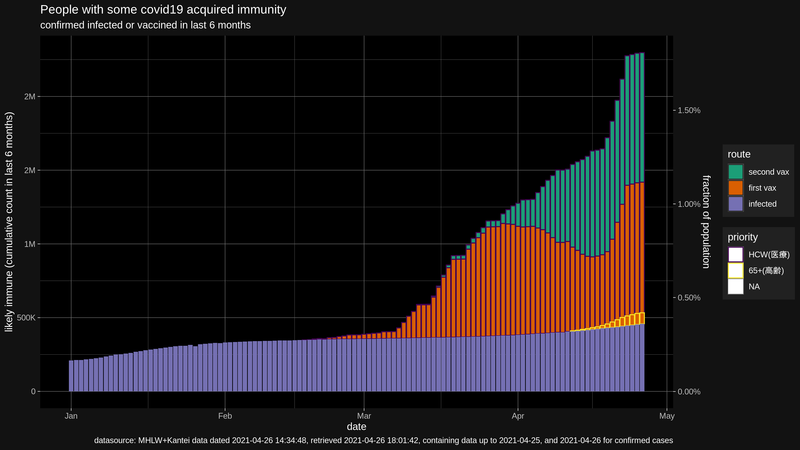 People with some covid19 acquired immunity
confirmed infected or vaccined in last 6 months
likely immune (cumulative count in last 6 months)
2M
2M
1M
500K
0
1.50%
1.00%
0.50%
0.00%
fraction of population
Jan
Feb
Mar
Apr
May
date
route
second vax
first vax
infected
priority
HCW(医療)
65+(高齢)
NA
datasource: MHLW+Kantei data dated 2021-04-26 14:34:48, retrieved 2021-04-26 18:01:42, containing data up to 2021-04-25, and 2021-04-26 for confirmed cases